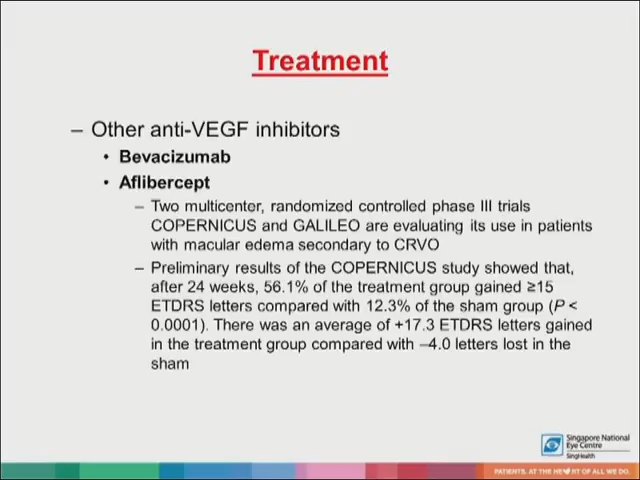 Treatment
– Other anti-VEGF inhibitors
• Bevacizumab
• Aflibercept
– Two multicenter, randomized controlled phase III trials
COPERNICUS and GALILEO are evaluating its use in patients
with macular edema secondary to CRVO
– Preliminary results of the COPERNICUS study showed that,
after 24 weeks, 56.1% of the treatment group gained ≥15
ETDRS letters compared with 12.3% of the sham group (P <
0.0001). There was an average of +17.3 ETDRS letters gained
in the treatment group compared with –4.0 letters lost in the
sham
Singapore National
Eye Centre
SingHealth
PATIENTS. AT THE HE♥RT OF ALL WE DO.